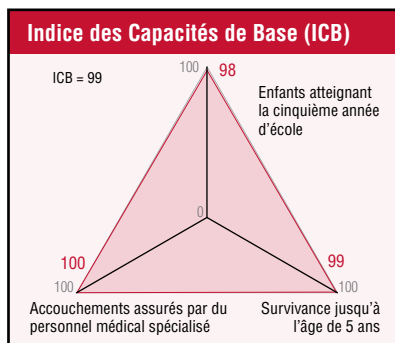 Indice des Capacités de Base (ICB)
ICB = 99
100
98
Enfants atteignant
la cinquième année
d'école
0
100
100
99
100
Accouchements assurés par du
personnel médical spécialisé
Survivance jusqu'à
l'âge de 5 ans